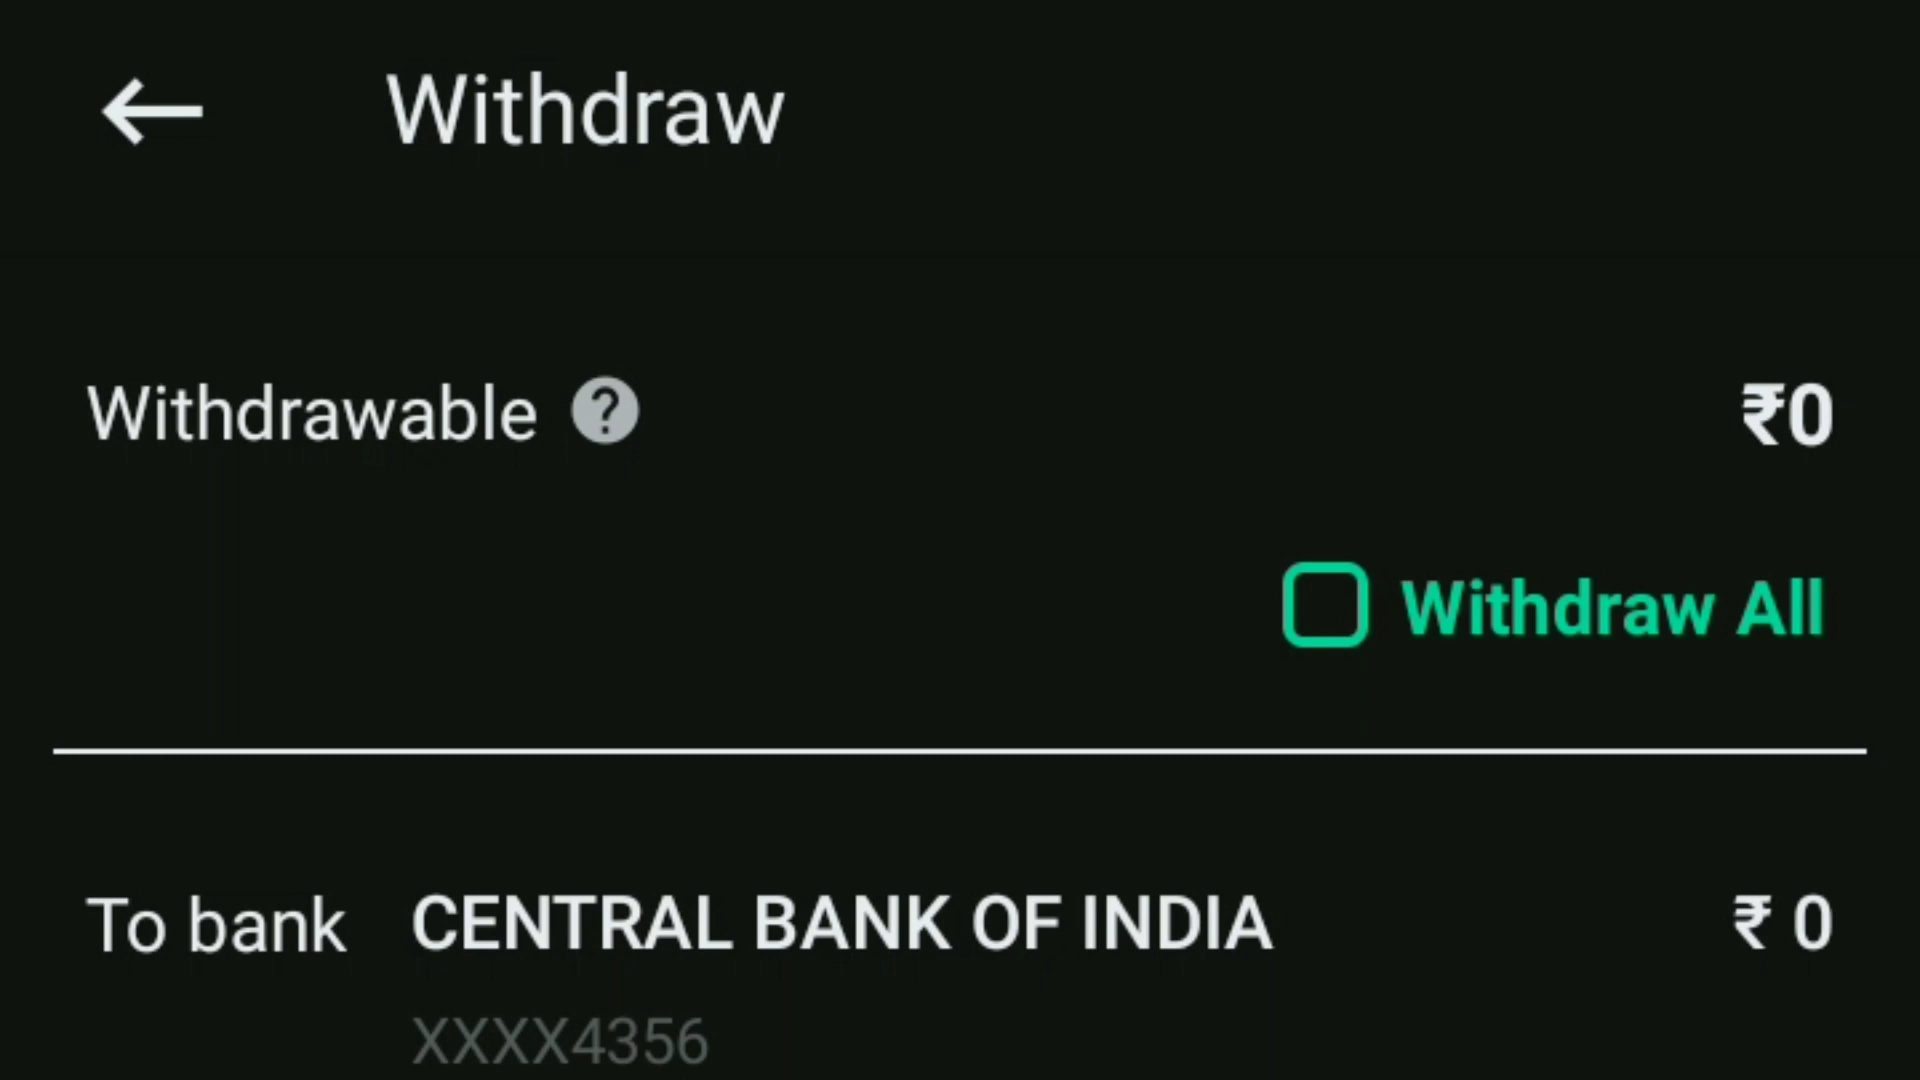 Withdraw
Withdrawable ? ₹0
Withdraw All
To bank CENTRAL BANK OF INDIA ₹ 0
XXXX4356